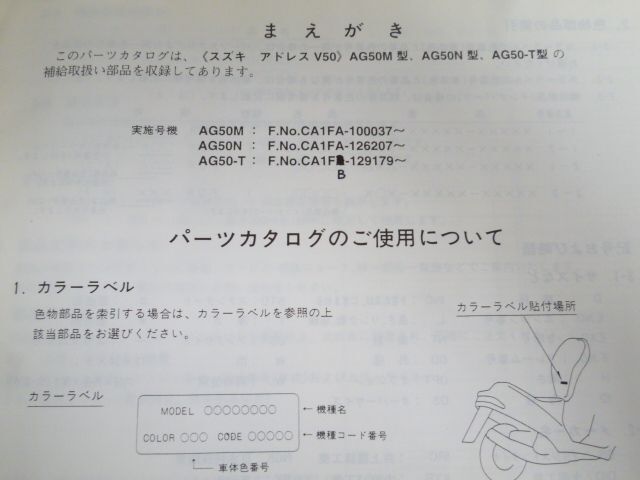 まえがき
このパーツカタログは、《スズキ アドレスV50》AG50M型、AG50N型、AG50-T型の
補給取扱い部品を収録してあります。
実施号機 AG50M : F.No.CA1FA-100037～
AG50N : F.No.CA1FA-126207～
AG50-T : F.No.CA1F -129179～
B
パーツカタログのご使用について
1. カラーラベル
色物部品を索引する場合は、カラーラベルを参照の上
該当部品をお選びください。
カラーラベル貼付場所
カラーラベル
MODEL ○○○○○○○○ ←機種名
COLOR ○○○ CODE ○○○○○ ←機種コード番号
車体色番号